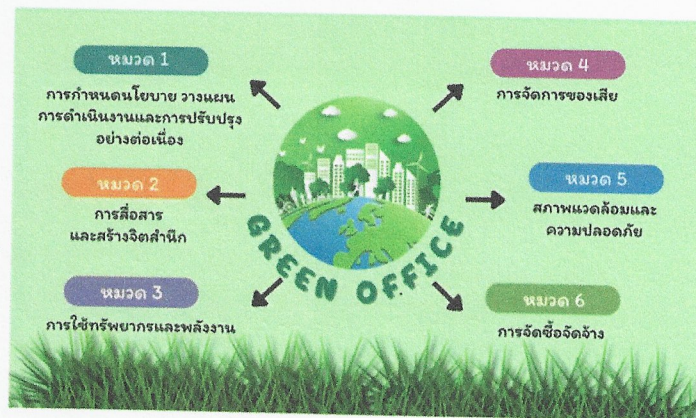 หมวด 1
การกำหนดนโยบาย วางแผน
การดำเนินงานและการปรับปรุง
อย่างต่อเนื่อง
หมวด 2
การสื่อสาร
และสร้างจิตสำนึก
หมวด 3
การใช้ทรัพยากรและพลังงาน
GREEN OFFICE
หมวด 4
การจัดการของเสีย
หมวด 5
สภาพแวดล้อมและ
ความปลอดภัย
หมวด 6
การจัดซื้อจัดจ้าง